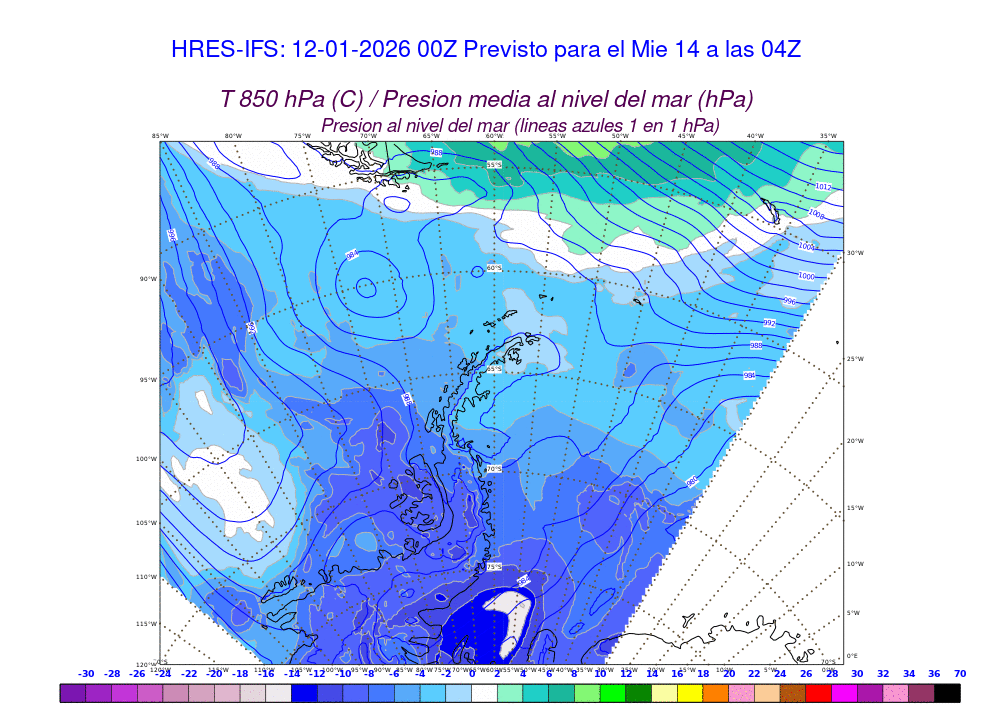 HRES-IFS: 12-01-2026 00Z Previsto para el Mie 14 a las 04Z
T 850 hPa (C) / Presion media al nivel del mar (hPa)
Presion al nivel del mar (lineas azules 1 en 1 hPa)
85°W 80°W 75°W 70°W 65°W 60°W 55°W 50°W 45°W 40°W 35°W
988 988
55°S
1012
1008
996
1004
984
30°W
60°S
90°W
1000
996
992
988
25°W
65°S
984
95°W
20°W
100°W
70°S
980
15°W
105°W
75°S
10°W
110°W
5°W
115°W
0°E
120°W
70°S 0°W
-30 -28 -26 -24 -22 -20 -18 -16 -14 -12 -10 -8 -6 -4 -2 0 2 4 6 8 10 12 14 16 18 20 22 24 26 28 30 32 34 36 70